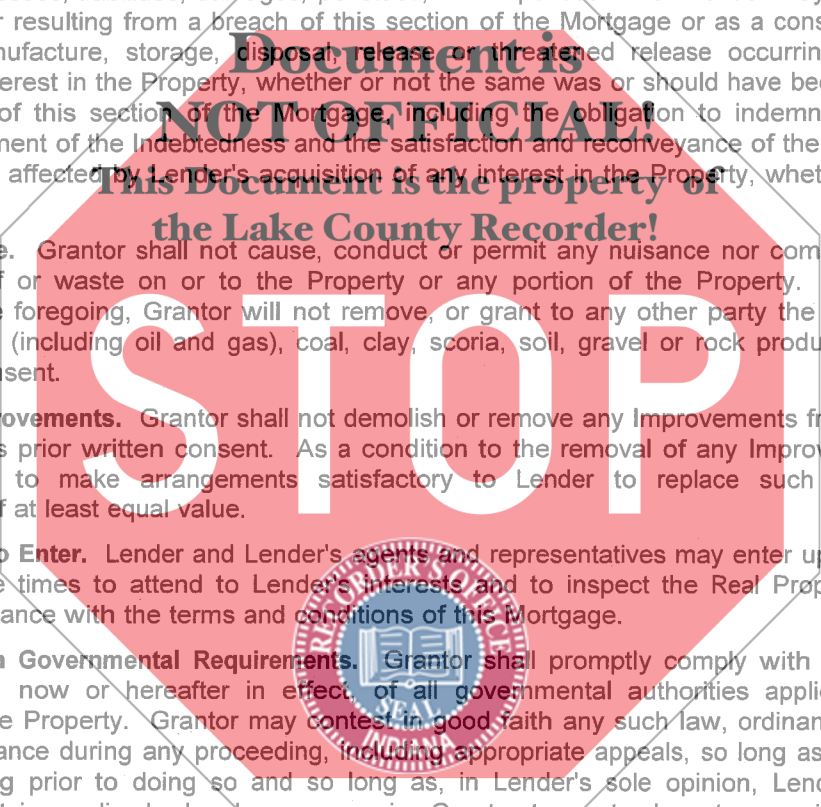 r resulting from a breach of this section of the Mortgage or as a cons
nufacture, storage, disposal, release or threatened release occurrin
erest in the Property, whether or not the same was or should have be
of this section of the Mortgage, including the obligation to indemn
ment of the Indebtedness and the satisfaction and reconveyance of the
affected by Lender's acquisition of any interest in the Property, whet
Document is
NOT OFFICIAL!
This Document is the property of
the Lake County Recorder!
e. Grantor shall not cause, conduct or permit any nuisance nor com
f or waste on or to the Property or any portion of the Property.
e foregoing, Grantor will not remove, or grant to any other party the
(including oil and gas), coal, clay, scoria, soil, gravel or rock produ
nsent.
STOP
rovements. Grantor shall not demolish or remove any Improvements fr
s prior written consent. As a condition to the removal of any Improv
to make arrangements satisfactory to Lender to replace such
f at least equal value.
o Enter. Lender and Lender's agents and representatives may enter up
e times to attend to Lender's interests and to inspect the Real Prop
ance with the terms and conditions of this Mortgage.
RECORDER'S OFFICE
SEAL
INDIANA
n Governmental Requirements. Grantor shall promptly comply with
now or hereafter in effect, of all governmental authorities applic
e Property. Grantor may contest in good faith any such law, ordinan
ance during any proceeding, including appropriate appeals, so long as
g prior to doing so and so long as, in Lender's sole opinion, Lend